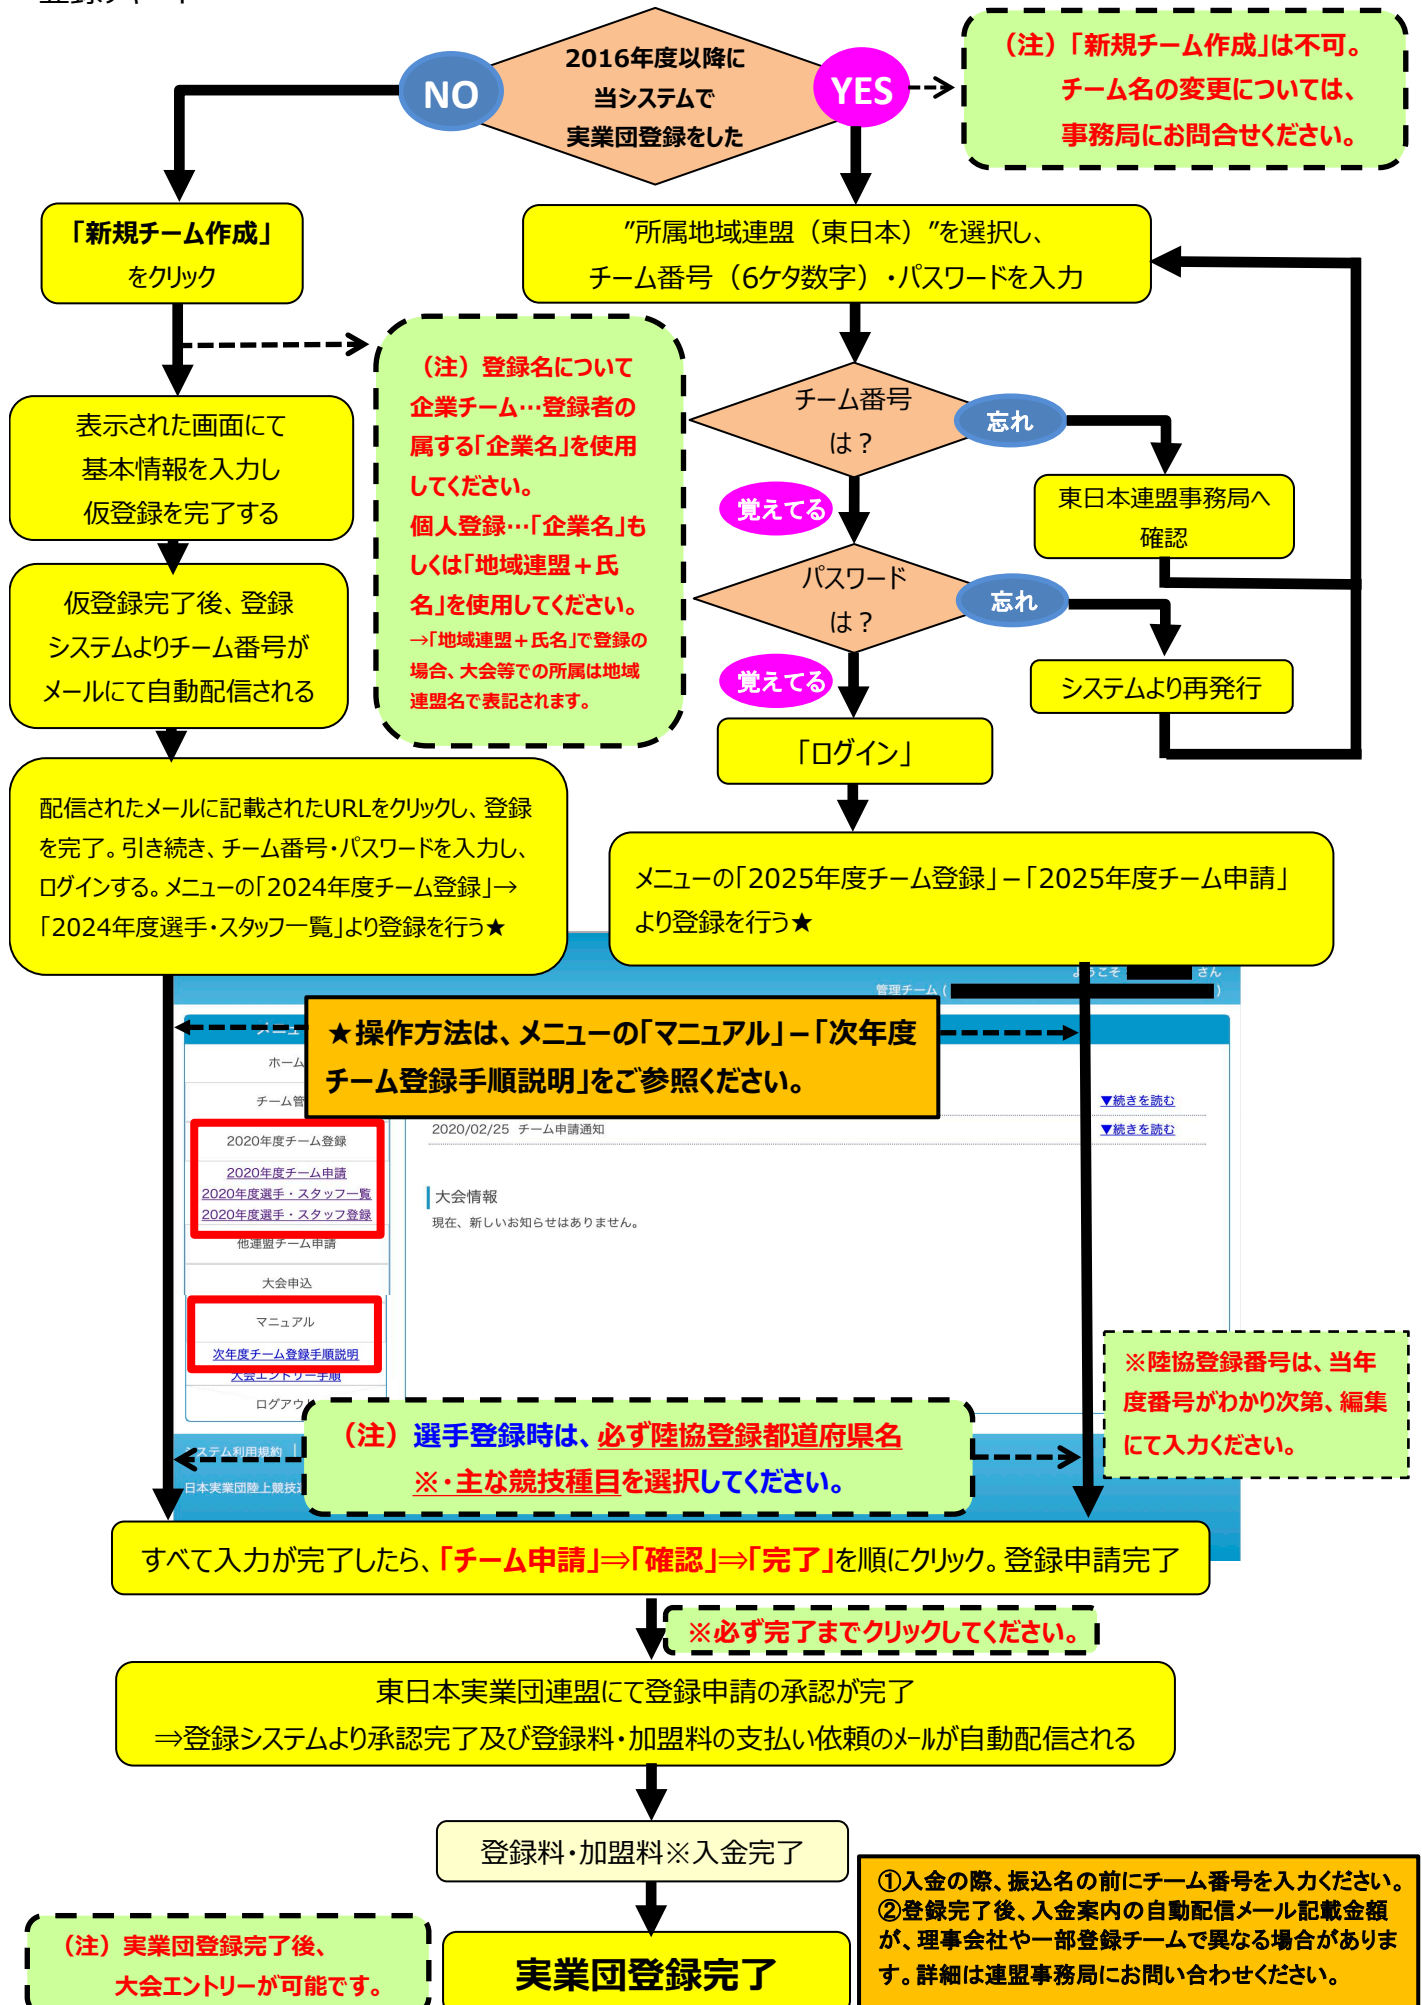 2016年度以降に
当システムで
実業団登録をした
NO
YES
（注）「新規チーム作成」は不可。
チーム名の変更については、
事務局にお問合せください。
「新規チーム作成」
をクリック
”所属地域連盟（東日本）”を選択し、
チーム番号（6ケタ数字）・パスワードを入力
（注）登録名について
企業チーム…登録者の
属する「企業名」を使用
してください。
個人登録…「企業名」も
しくは「地域連盟＋氏
名」を使用してください。
→「地域連盟＋氏名」で登録の
場合、大会等での所属は地域
連盟名で表記されます。
チーム番号
は？
忘れ
覚えてる
東日本連盟事務局へ
確認
パスワード
は？
忘れ
覚えてる
システムより再発行
「ログイン」
表示された画面にて
基本情報を入力し
仮登録を完了する
仮登録完了後、登録
システムよりチーム番号が
メールにて自動配信される
配信されたメールに記載されたURLをクリックし、登録
を完了。引き続き、チーム番号・パスワードを入力し、
ログインする。メニューの「2024年度チーム登録」→
「2024年度選手・スタッフ一覧」より登録を行う★
メニューの「2025年度チーム登録」－「2025年度チーム申請」
より登録を行う★
ようこそ さん
管理チーム ( )
★操作方法は、メニューの「マニュアル」－「次年度
チーム登録手順説明」をご参照ください。
メニュ
ホーム
チーム管
▼続きを読む
2020/02/25 チーム申請通知
▼続きを読む
2020年度チーム登録
2020年度チーム申請
2020年度選手・スタッフ一覧
2020年度選手・スタッフ登録
他連盟チーム申請
大会申込
マニュアル
次年度チーム登録手順説明
大会エントリー手順
ログアウ
大会情報
現在、新しいお知らせはありません。
※陸協登録番号は、当年
度番号がわかり次第、編集
にて入力ください。
（注）選手登録時は、必ず陸協登録都道府県名
※・主な競技種目を選択してください。
システム利用規約
日本実業団陸上競技
すべて入力が完了したら、「チーム申請」⇒「確認」⇒「完了」を順にクリック。登録申請完了
※必ず完了までクリックしてください。
東日本実業団連盟にて登録申請の承認が完了
⇒登録システムより承認完了及び登録料・加盟料の支払い依頼のメールが自動配信される
登録料・加盟料※入金完了
実業団登録完了
（注）実業団登録完了後、
大会エントリーが可能です。
①入金の際、振込名の前にチーム番号を入力ください。
②登録完了後、入金案内の自動配信メール記載金額
が、理事会社や一部登録チームで異なる場合がありま
す。詳細は連盟事務局にお問い合わせください。